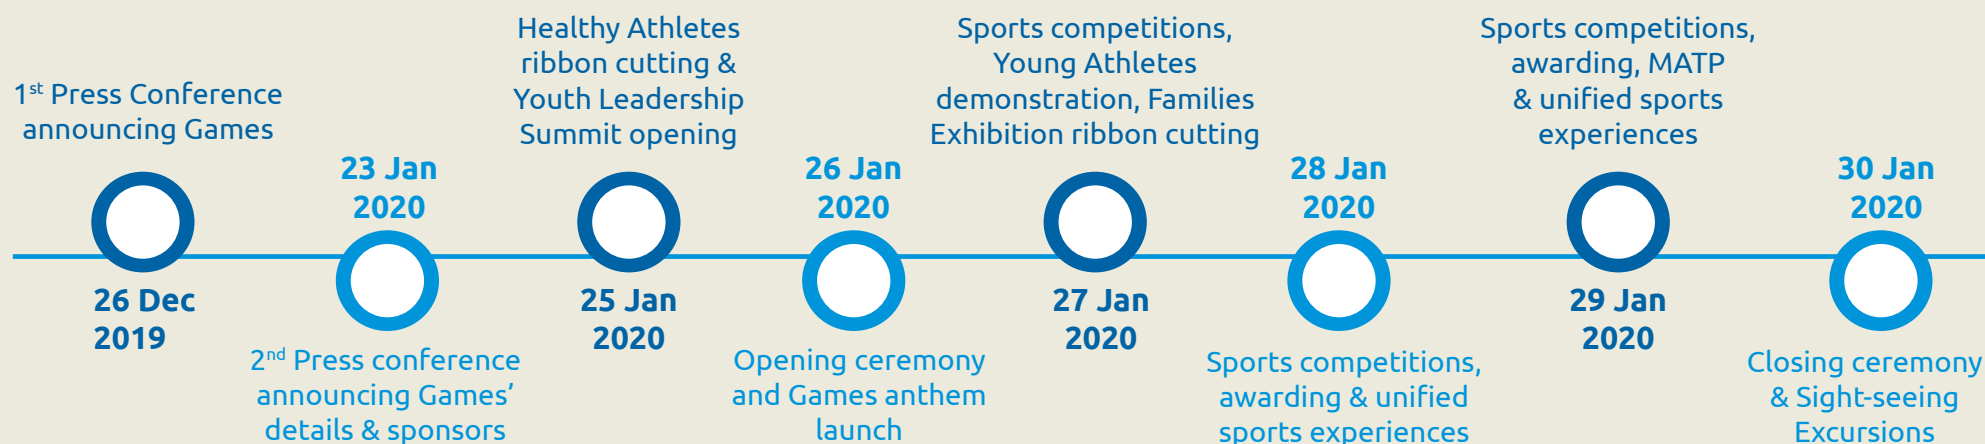 1st Press Conference
announcing Games
26 Dec
2019
23 Jan
2020
2nd Press conference
announcing Games’
details & sponsors
Healthy Athletes
ribbon cutting &
Youth Leadership
Summit opening
25 Jan
2020
26 Jan
2020
Opening ceremony
and Games anthem
launch
Sports competitions,
Young Athletes
demonstration, Families
Exhibition ribbon cutting
27 Jan
2020
28 Jan
2020
Sports competitions,
awarding & unified
sports experiences
Sports competitions,
awarding, MATP
& unified sports
experiences
29 Jan
2020
30 Jan
2020
Closing ceremony
& Sight-seeing
Excursions